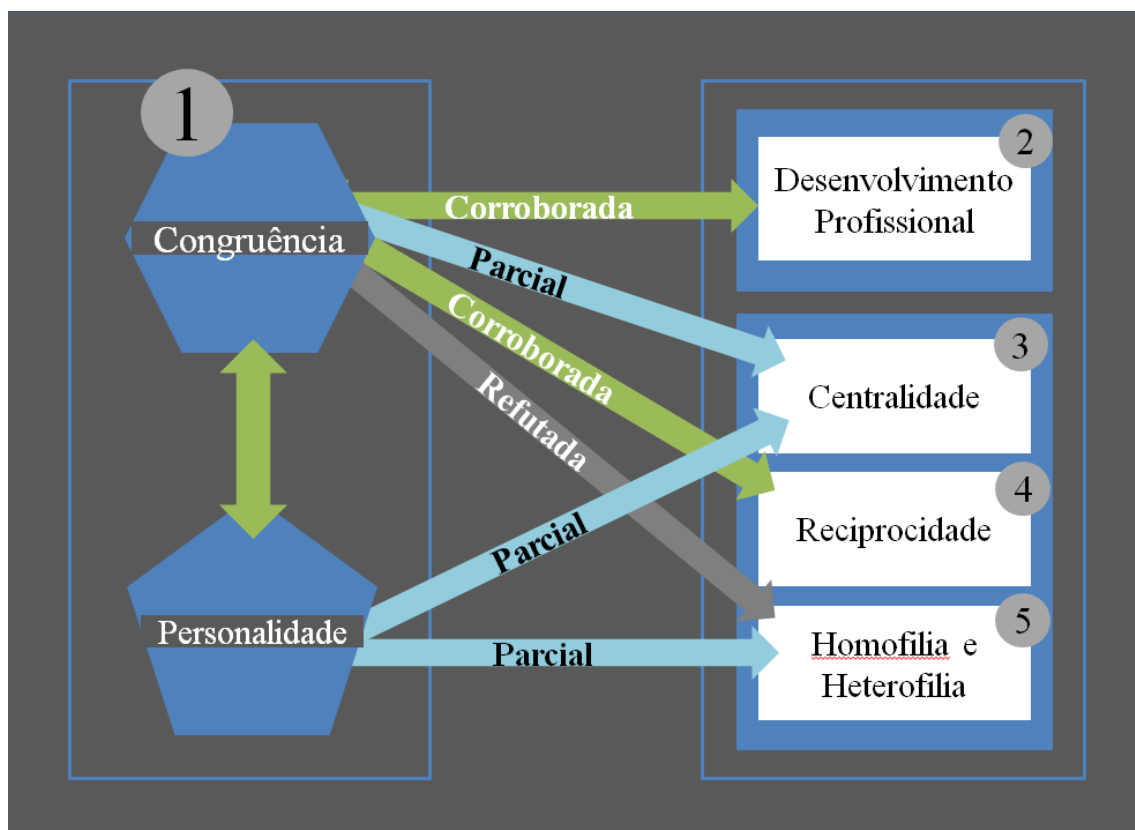 1
Congruência
Personalidade
Corroborada
Parcial
Corroborada
Refutada
Parcial
Parcial
2
Desenvolvimento
Profissional
3
Centralidade
4
Reciprocidade
5
Homofilia e
Heterofilia